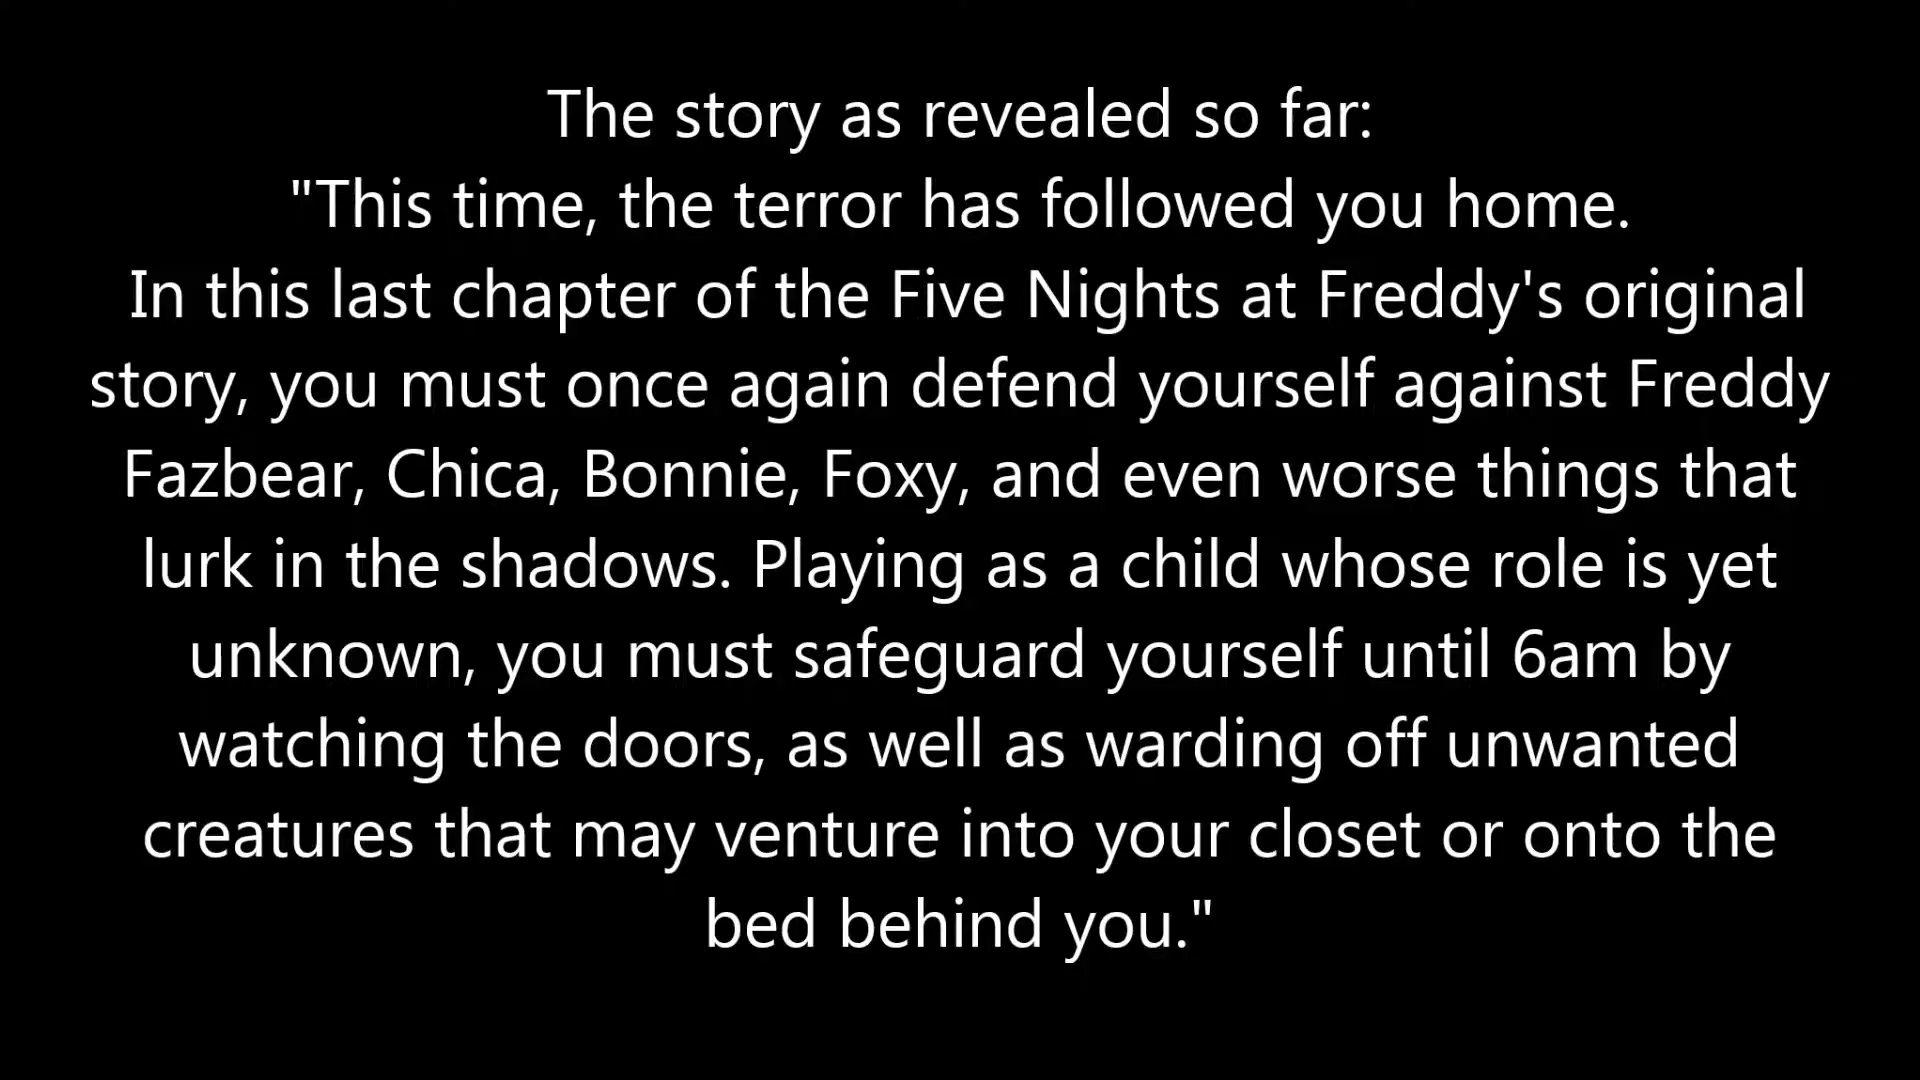 The story as revealed so far:
"This time, the terror has followed you home.
In this last chapter of the Five Nights at Freddy's original
story, you must once again defend yourself against Freddy
Fazbear, Chica, Bonnie, Foxy, and even worse things that
lurk in the shadows. Playing as a child whose role is yet
unknown, you must safeguard yourself until 6am by
watching the doors, as well as warding off unwanted
creatures that may venture into your closet or onto the
bed behind you."